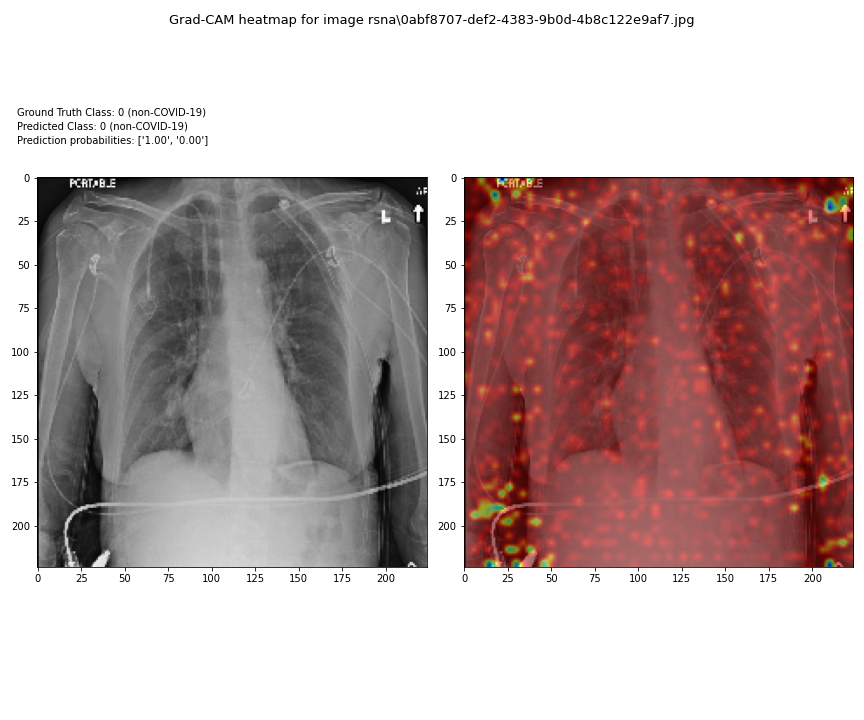 Grad-CAM heatmap for image rsna\0abf8707-def2-4383-9b0d-4b8c122e9af7.jpg
Ground Truth Class: 0 (non-COVID-19)
Predicted Class: 0 (non-COVID-19)
Prediction probabilities: ['1.00', '0.00']
PORTABLE
L
0
25
50
75
100
125
150
175
200
0 25 50 75 100 125 150 175 200
PORTABLE
L
0
25
50
75
100
125
150
175
200
0 25 50 75 100 125 150 175 200